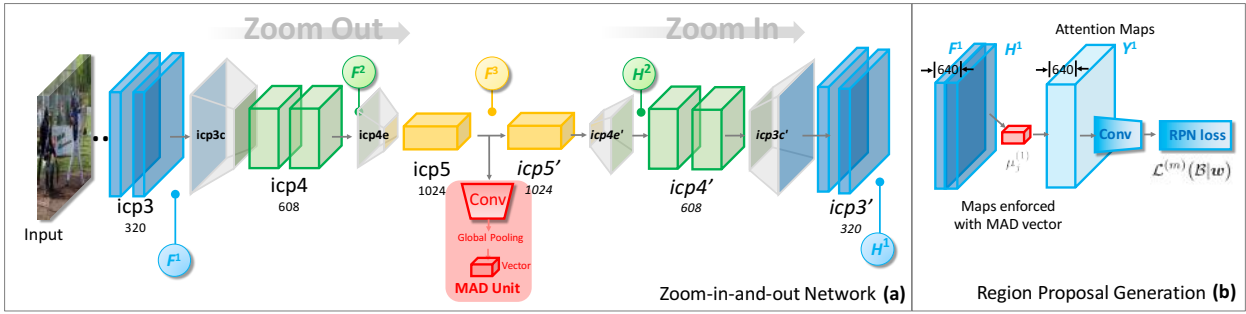 Zoom Out
Zoom In
F²
F³
H²
icp3c
icp4e
icp4e'
icp3c'
icp3
320
icp4
608
icp5
1024
icp5'
1024
icp4'
608
icp3'
320
Input
F¹
H¹
Conv
Global Pooling
Vector
MAD Unit
Zoom-in-and-out Network (a)
Attention Maps
F¹ H¹ Y¹
640 640
Conv
RPN loss
μⱼ⁽¹⁾
ℒ⁽ᵐ⁾(ℬ|w)
Maps enforced
with MAD vector
Region Proposal Generation (b)